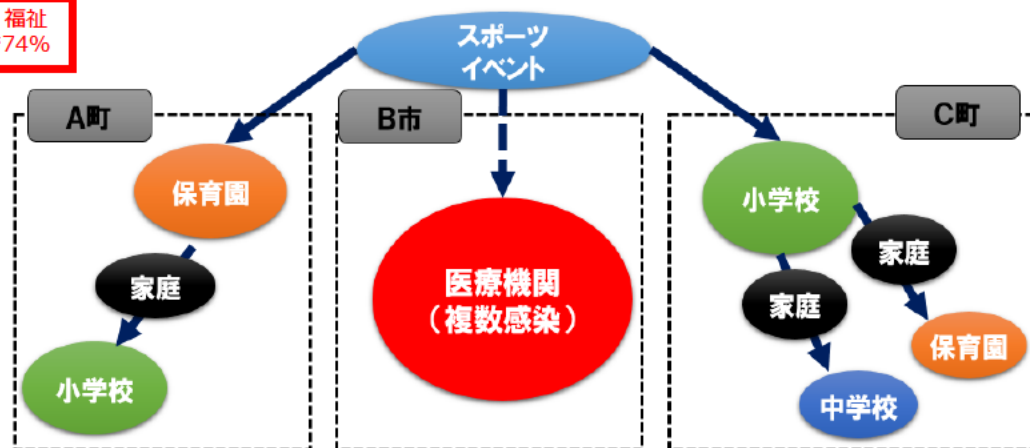 福祉
74%
スポーツ
イベント
A町
B市
C町
保育園
小学校
家庭
家庭
医療機関
（複数感染）
家庭
保育園
小学校
中学校